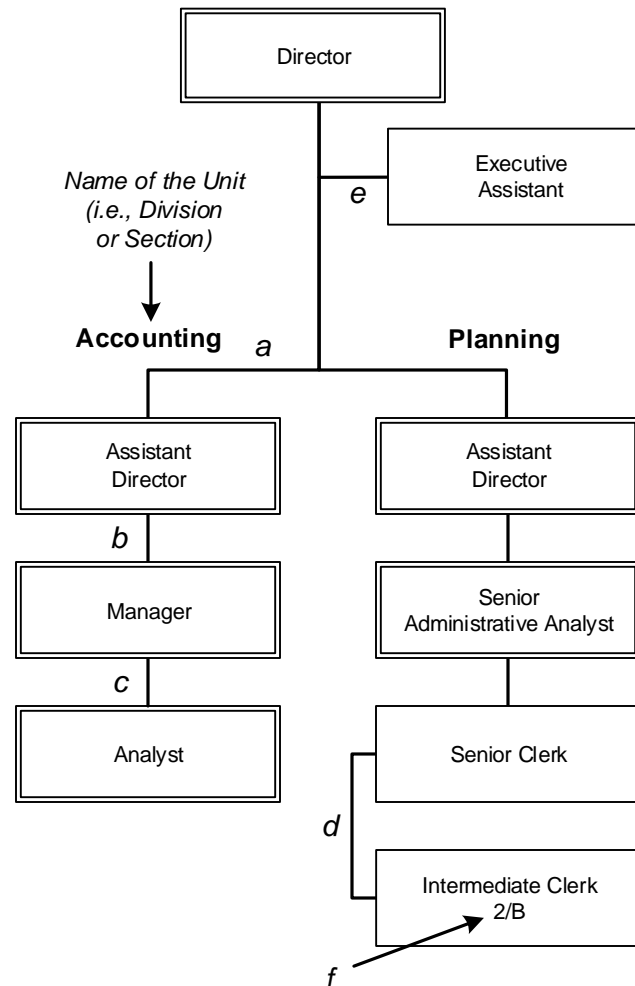 Director
Executive
Assistant
e
Name of the Unit
(i.e., Division
or Section)
Accounting
a
Planning
Assistant
Director
Assistant
Director
b
Manager
Senior
Administrative Analyst
c
Analyst
Senior Clerk
d
Intermediate Clerk
2/B
f